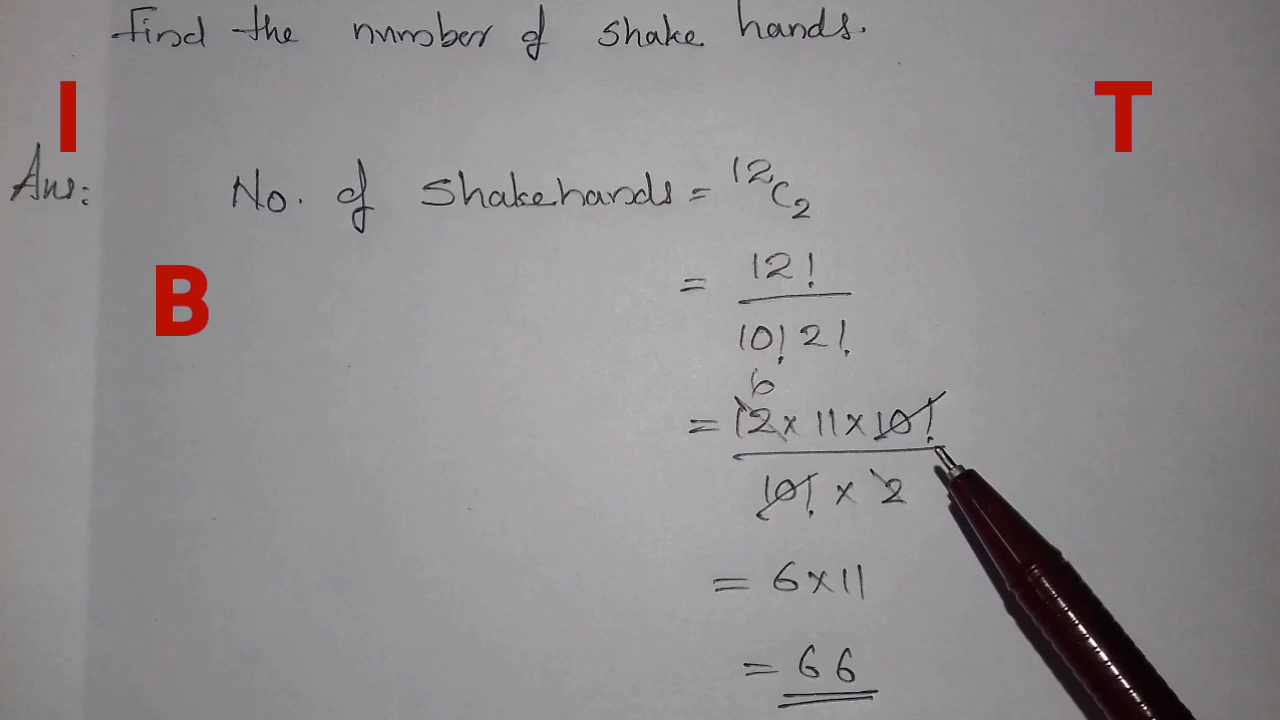 Find the number of shake hands.
I
T
Ans: No. of shakehands = ¹²C₂
B
= 12! / 10! 2!
6
= 12 x 11 x 10! / 10! x 2
= 6 x 11
= 66